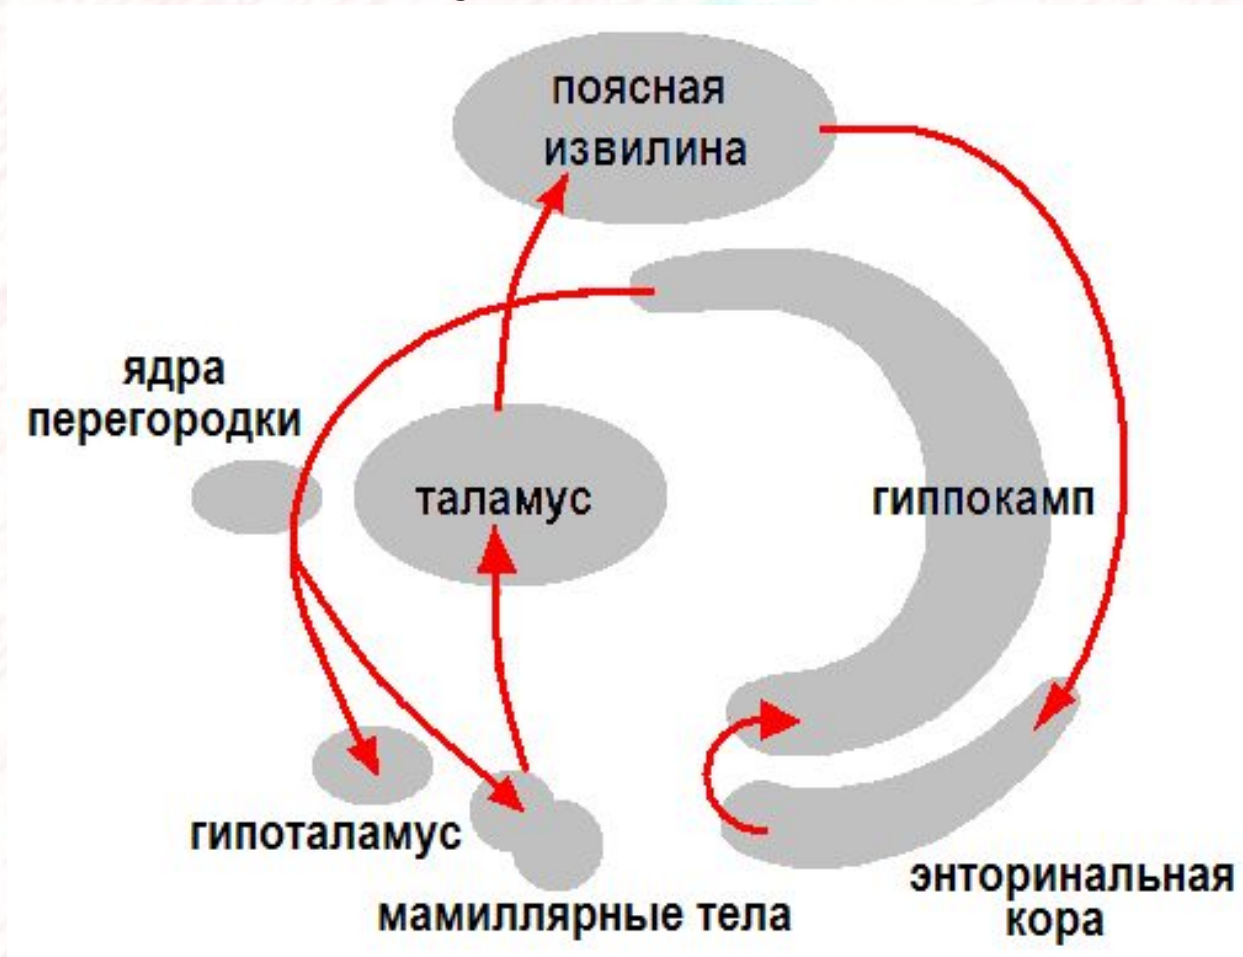 поясная
извилина
ядра
перегородки
таламус
гиппокамп
гипоталамус
мамиллярные тела
энторинальная
кора